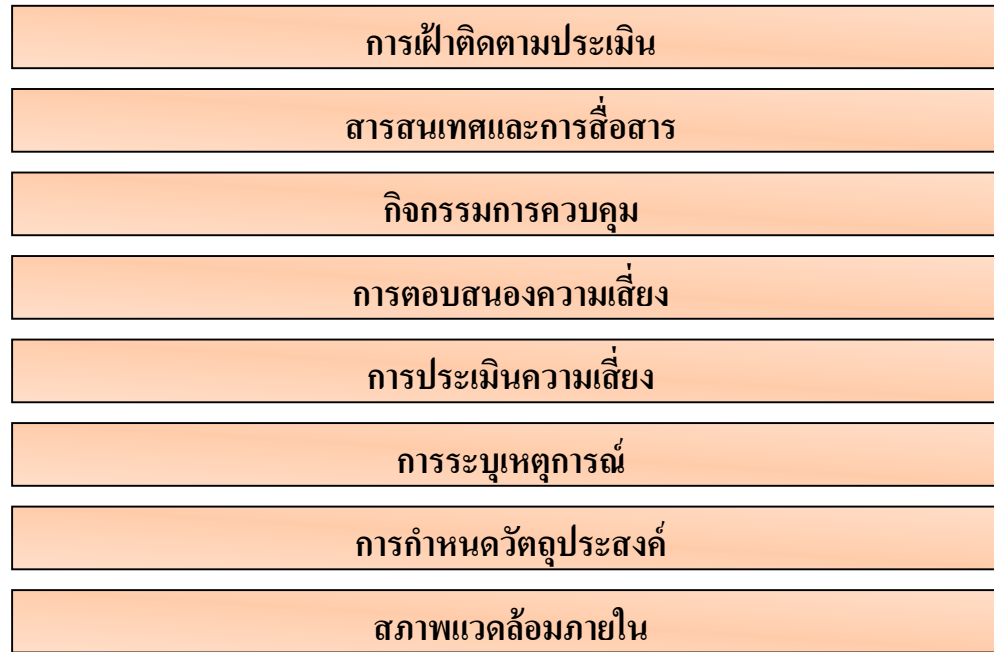 การเฝ้าติดตามประเมิน
สารสนเทศและการสื่อสาร
กิจกรรมการควบคุม
การตอบสนองความเสี่ยง
การประเมินความเสี่ยง
การระบุเหตุการณ์
การกำหนดวัตถุประสงค์
สภาพแวดล้อมภายใน